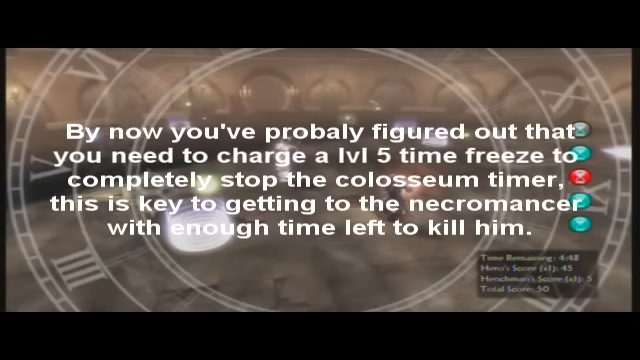 By now you've probaly figured out that
you need to charge a lvl 5 time freeze to
completely stop the colosseum timer,
this is key to getting to the necromancer
with enough time left to kill him.
VI
X
V
IIII
Time Remaining: 4:48
Hero's Score (x1): 45
Henchman's Score (x1): 5
Total Score: 50